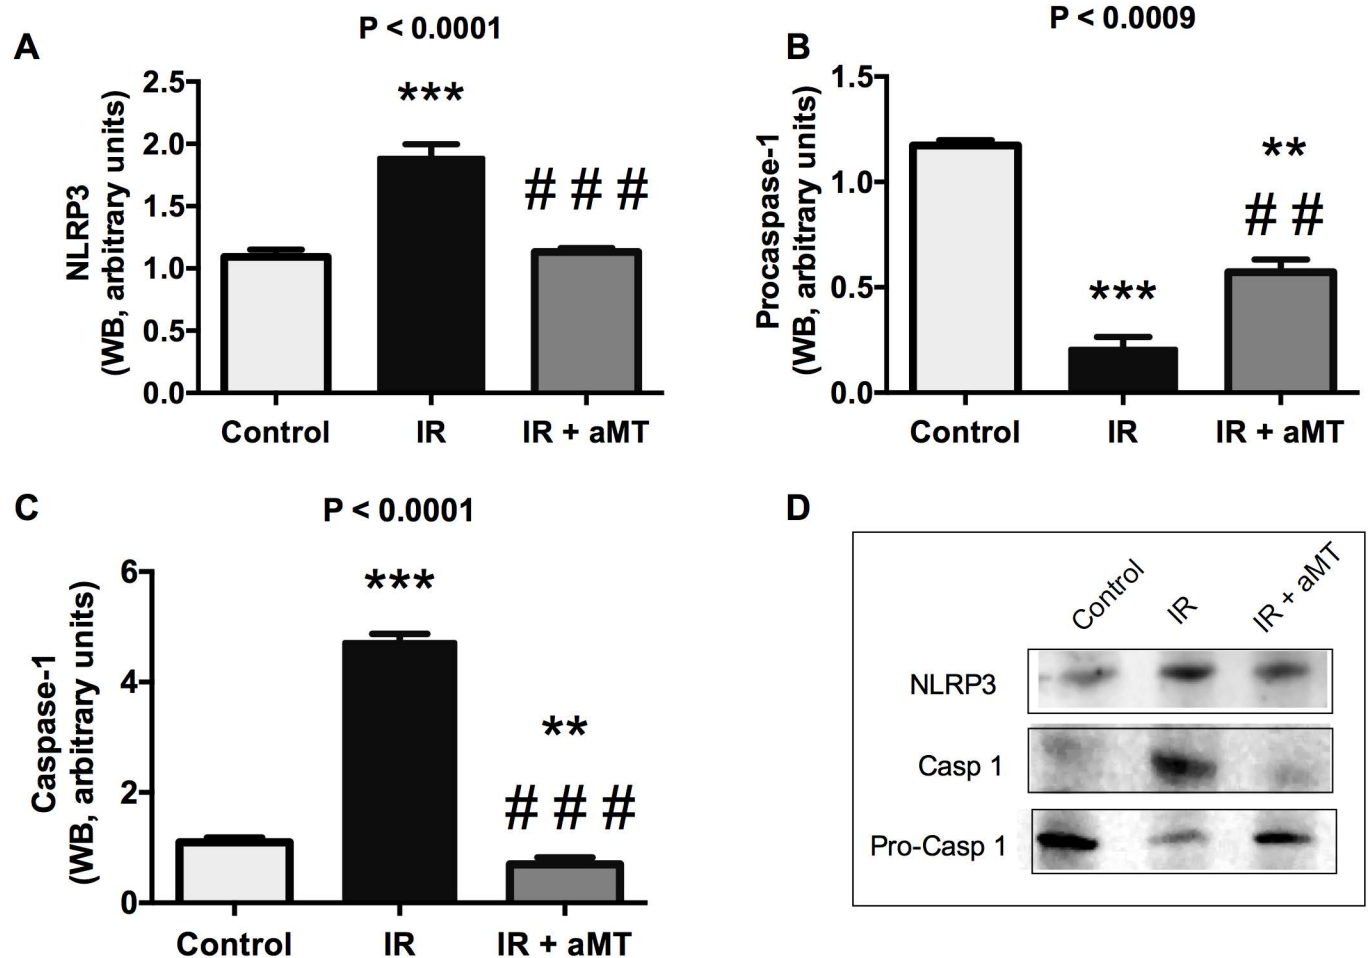 A
P < 0.0001
NLRP3
(WB, arbitrary units)
2.5
2.0
1.5
1.0
0.5
0.0
***
# # #
Control IR IR + aMT
B
P < 0.0009
Procaspase-1
(WB, arbitrary units)
1.5
1.0
0.5
0.0
***
**
# #
Control IR IR + aMT
C
P < 0.0001
Caspase-1
(WB, arbitrary units)
6
4
2
0
***
**
# # #
Control IR IR + aMT
D
Control IR IR + aMT
NLRP3
Casp 1
Pro-Casp 1